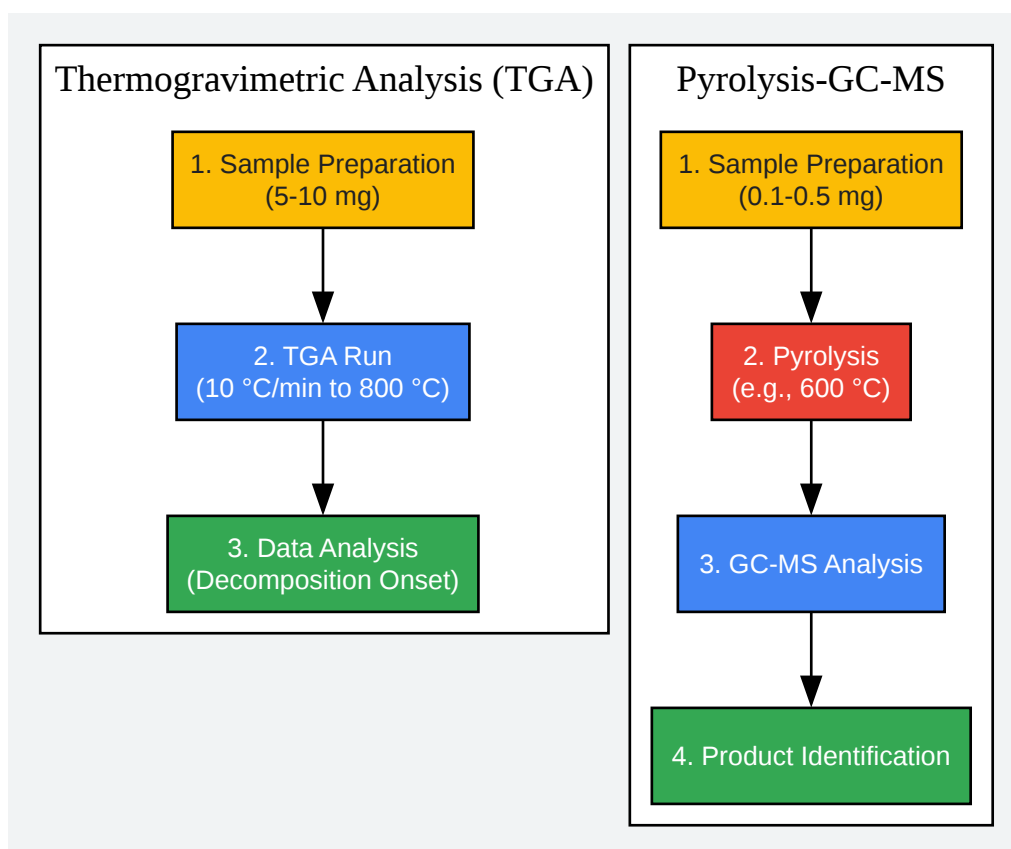 Thermogravimetric Analysis (TGA)
1. Sample Preparation
(5-10 mg)
2. TGA Run
(10 °C/min to 800 °C)
3. Data Analysis
(Decomposition Onset)
Pyrolysis-GC-MS
1. Sample Preparation
(0.1-0.5 mg)
2. Pyrolysis
(e.g., 600 °C)
3. GC-MS Analysis
4. Product Identification